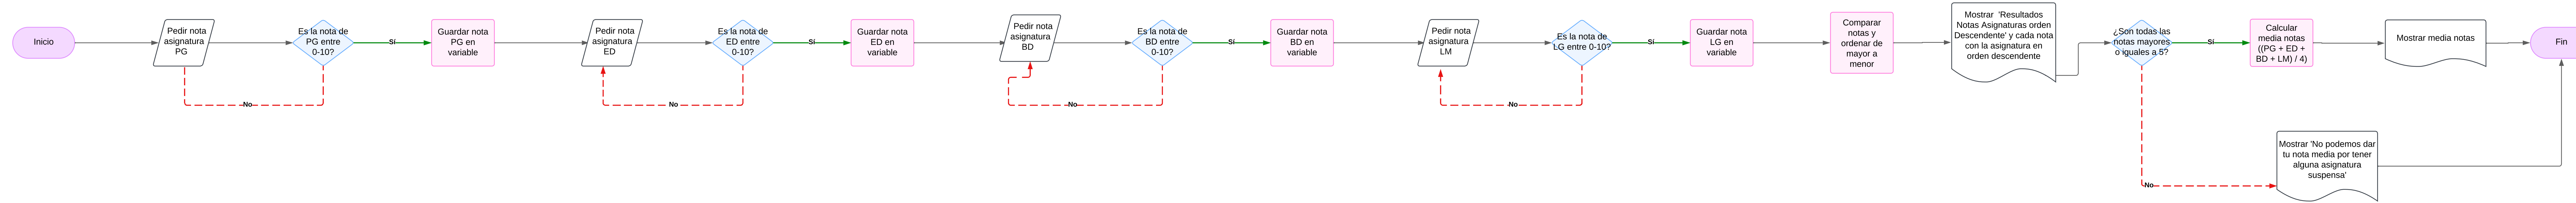 Inicio
Pedir nota
asignatura
PG
Es la nota de
PG entre
0-10?
Sí
No
Guardar nota
PG en
variable
Pedir nota
asignatura
ED
Es la nota de
ED entre
0-10?
Sí
No
Guardar nota
ED en
variable
Pedir nota
asignatura
BD
Es la nota de
BD entre
0-10?
Sí
No
Guardar nota
BD en
variable
Pedir nota
asignatura
LM
Es la nota de
LG entre 0-10?
Sí
No
Guardar nota
LG en
variable
Comparar
notas y
ordenar de
mayor a
menor
Mostrar 'Resultados
Notas Asignaturas orden
Descendente' y cada nota
con la asignatura en
orden descendente
¿Son todas las
notas mayores
o iguales a 5?
Sí
No
Calcular
media notas
((PG + ED +
BD + LM) / 4)
Mostrar media notas
Mostrar 'No podemos dar
tu nota media por tener
alguna asignatura
suspensa'
Fin